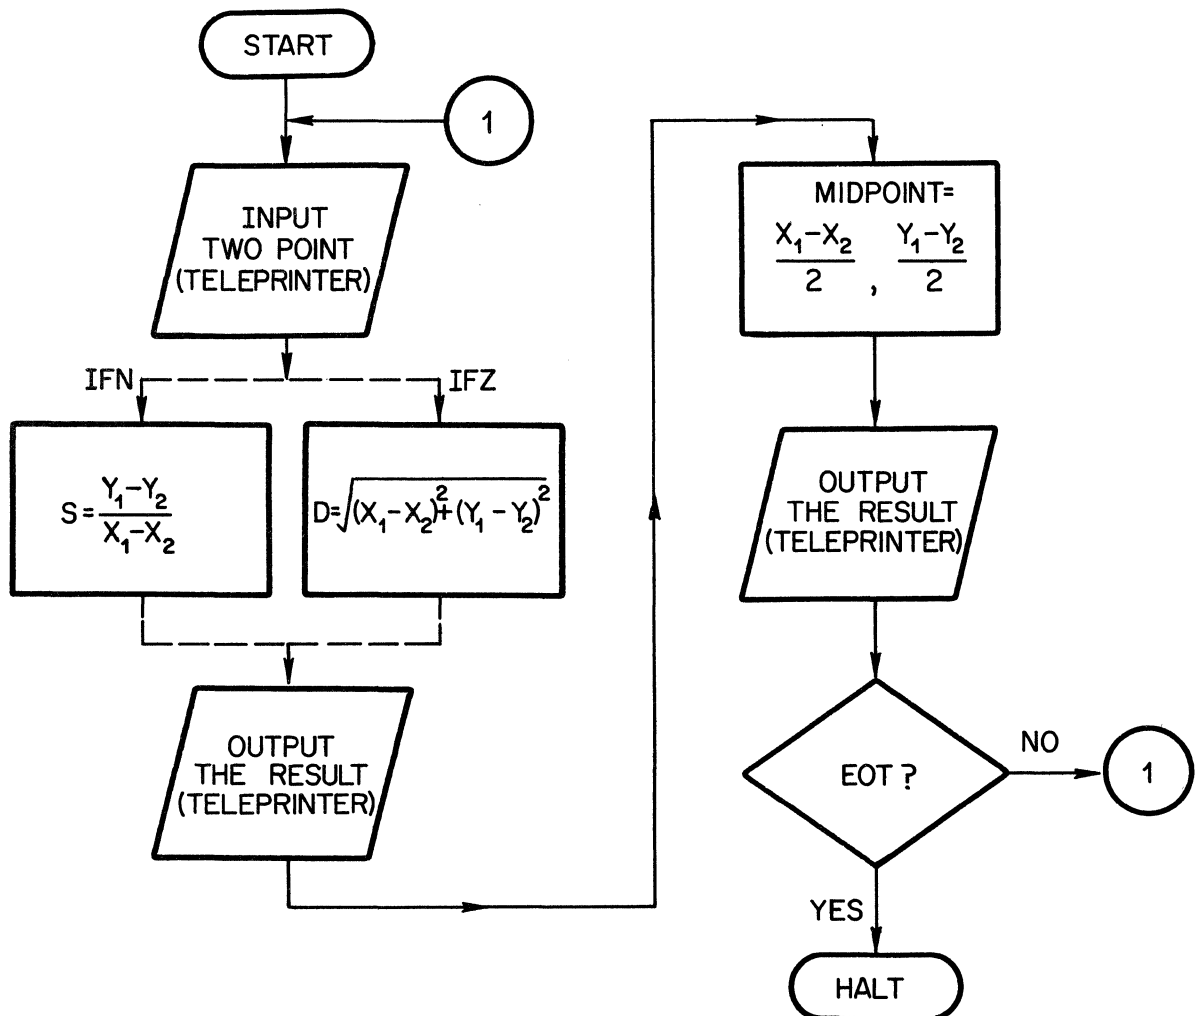 START
1
INPUT
TWO POINT
(TELEPRINTER)
IFN
IFZ
S = (Y₁–Y₂)/(X₁–X₂)
D=√((X₁–X₂)²+(Y₁–Y₂)²)
OUTPUT
THE RESULT
(TELEPRINTER)
MIDPOINT=
(X₁–X₂)/2 , (Y₁–Y₂)/2
OUTPUT
THE RESULT
(TELEPRINTER)
EOT ?
NO
1
YES
HALT